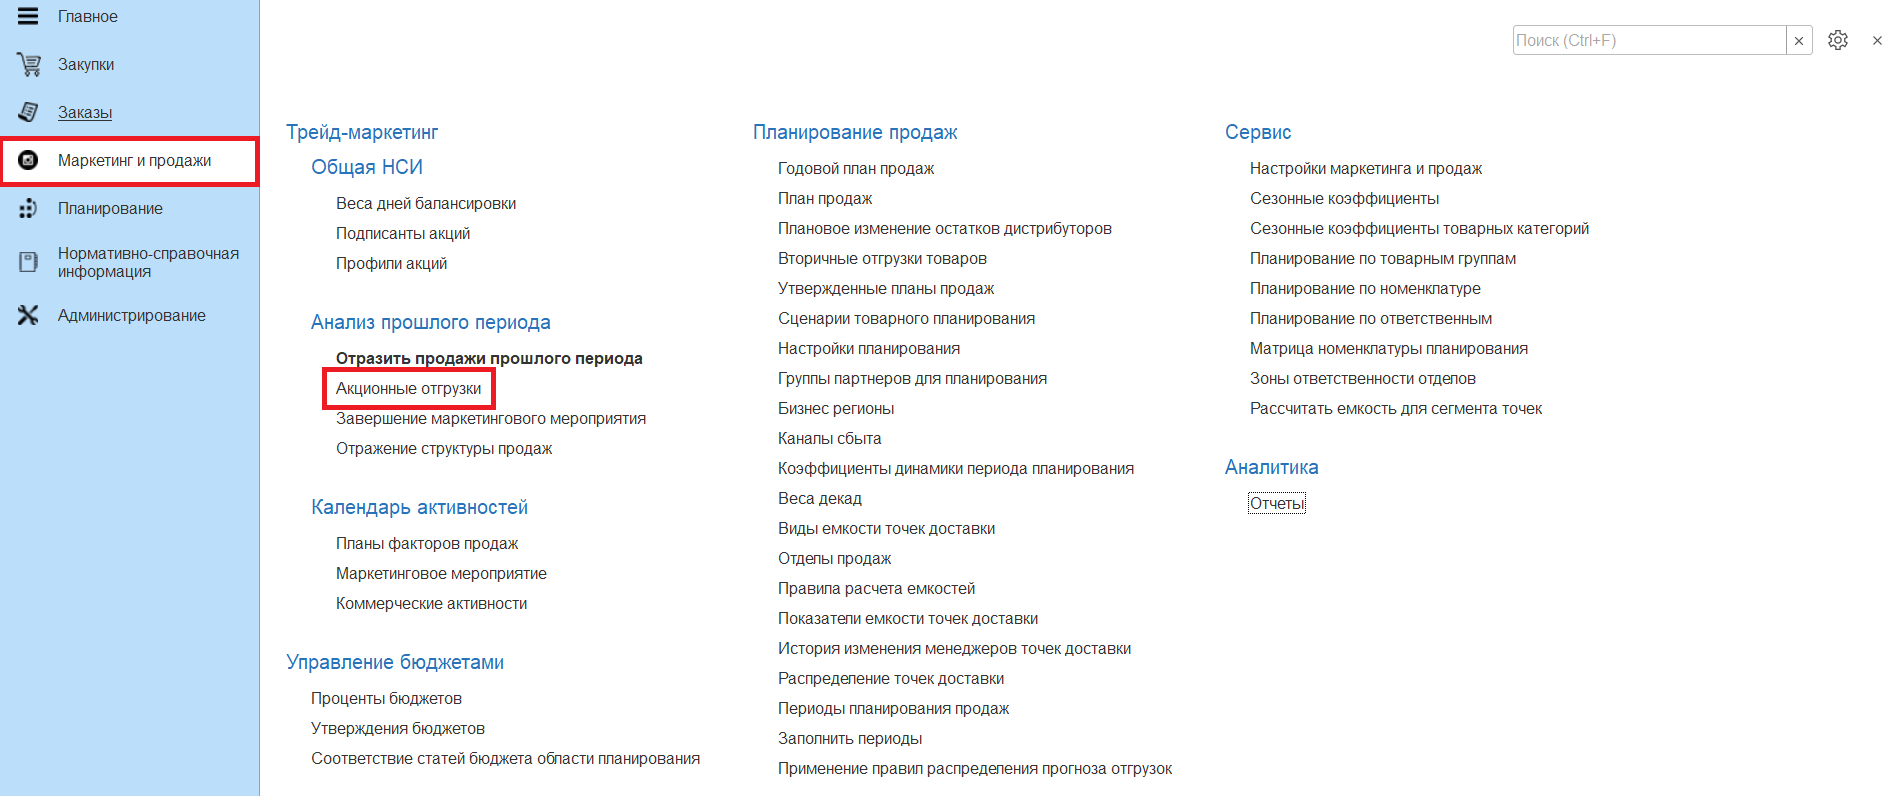 Главное
Закупки
Заказы
Маркетинг и продажи
Планирование
Нормативно-справочная
информация
Администрирование
Поиск (Ctrl+F)
Трейд-маркетинг
Общая НСИ
Веса дней балансировки
Подписанты акций
Профили акций
Анализ прошлого периода
Отразить продажи прошлого периода
Акционные отгрузки
Завершение маркетингового мероприятия
Отражение структуры продаж
Календарь активностей
Планы факторов продаж
Маркетинговое мероприятие
Коммерческие активности
Управление бюджетами
Проценты бюджетов
Утверждения бюджетов
Соответствие статей бюджета области планирования
Планирование продаж
Годовой план продаж
План продаж
Плановое изменение остатков дистрибуторов
Вторичные отгрузки товаров
Утвержденные планы продаж
Сценарии товарного планирования
Настройки планирования
Группы партнеров для планирования
Бизнес регионы
Каналы сбыта
Коэффициенты динамики периода планирования
Веса декад
Виды емкости точек доставки
Отделы продаж
Правила расчета емкостей
Показатели емкости точек доставки
История изменения менеджеров точек доставки
Распределение точек доставки
Периоды планирования продаж
Заполнить периоды
Применение правил распределения прогноза отгрузок
Сервис
Настройки маркетинга и продаж
Сезонные коэффициенты
Сезонные коэффициенты товарных категорий
Планирование по товарным группам
Планирование по номенклатуре
Планирование по ответственным
Матрица номенклатуры планирования
Зоны ответственности отделов
Рассчитать емкость для сегмента точек
Аналитика
Отчеты